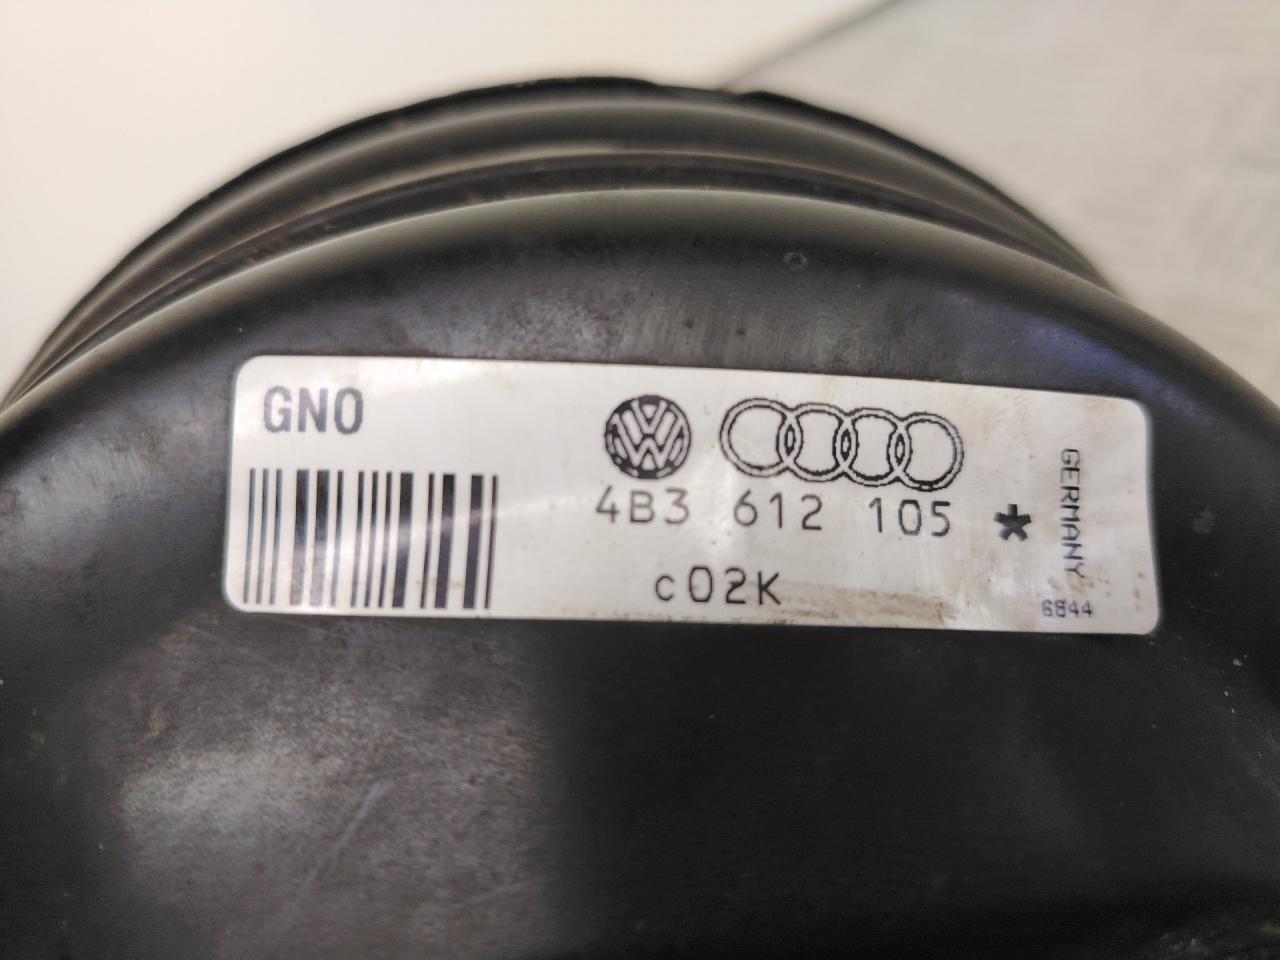 GNO
4B3 612 105 *
c02K
GERMANY
6844